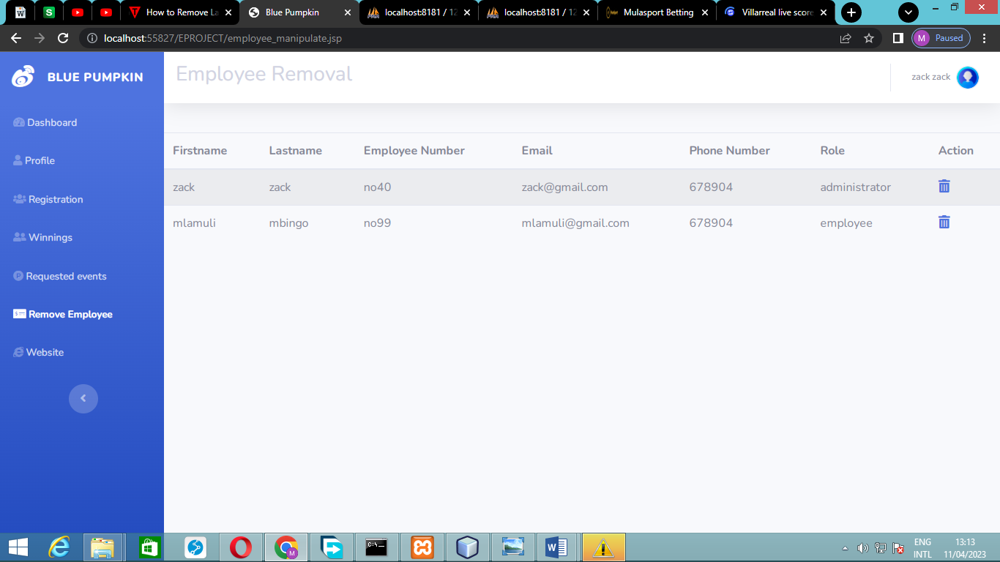 How to Remove La
Blue Pumpkin
localhost:8181 / 12
localhost:8181 / 12
Mulasport Betting
Villarreal live score
localhost:55827/EPROJECT/employee_manipulate.jsp
M Paused
BLUE PUMPKIN
Employee Removal
zack zack
Dashboard
Profile
Registration
Winnings
Requested events
Remove Employee
Website
Firstname Lastname Employee Number Email Phone Number Role Action
zack zack no40 zack@gmail.com 678904 administrator
mlamuli mbingo no99 mlamuli@gmail.com 678904 employee
ENG 13:13
INTL 11/04/2023